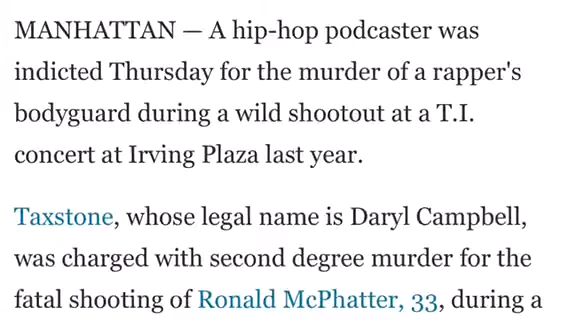 MANHATTAN — A hip-hop podcaster was
indicted Thursday for the murder of a rapper's
bodyguard during a wild shootout at a T.I.
concert at Irving Plaza last year.
Taxstone, whose legal name is Daryl Campbell,
was charged with second degree murder for the
fatal shooting of Ronald McPhatter, 33, during a